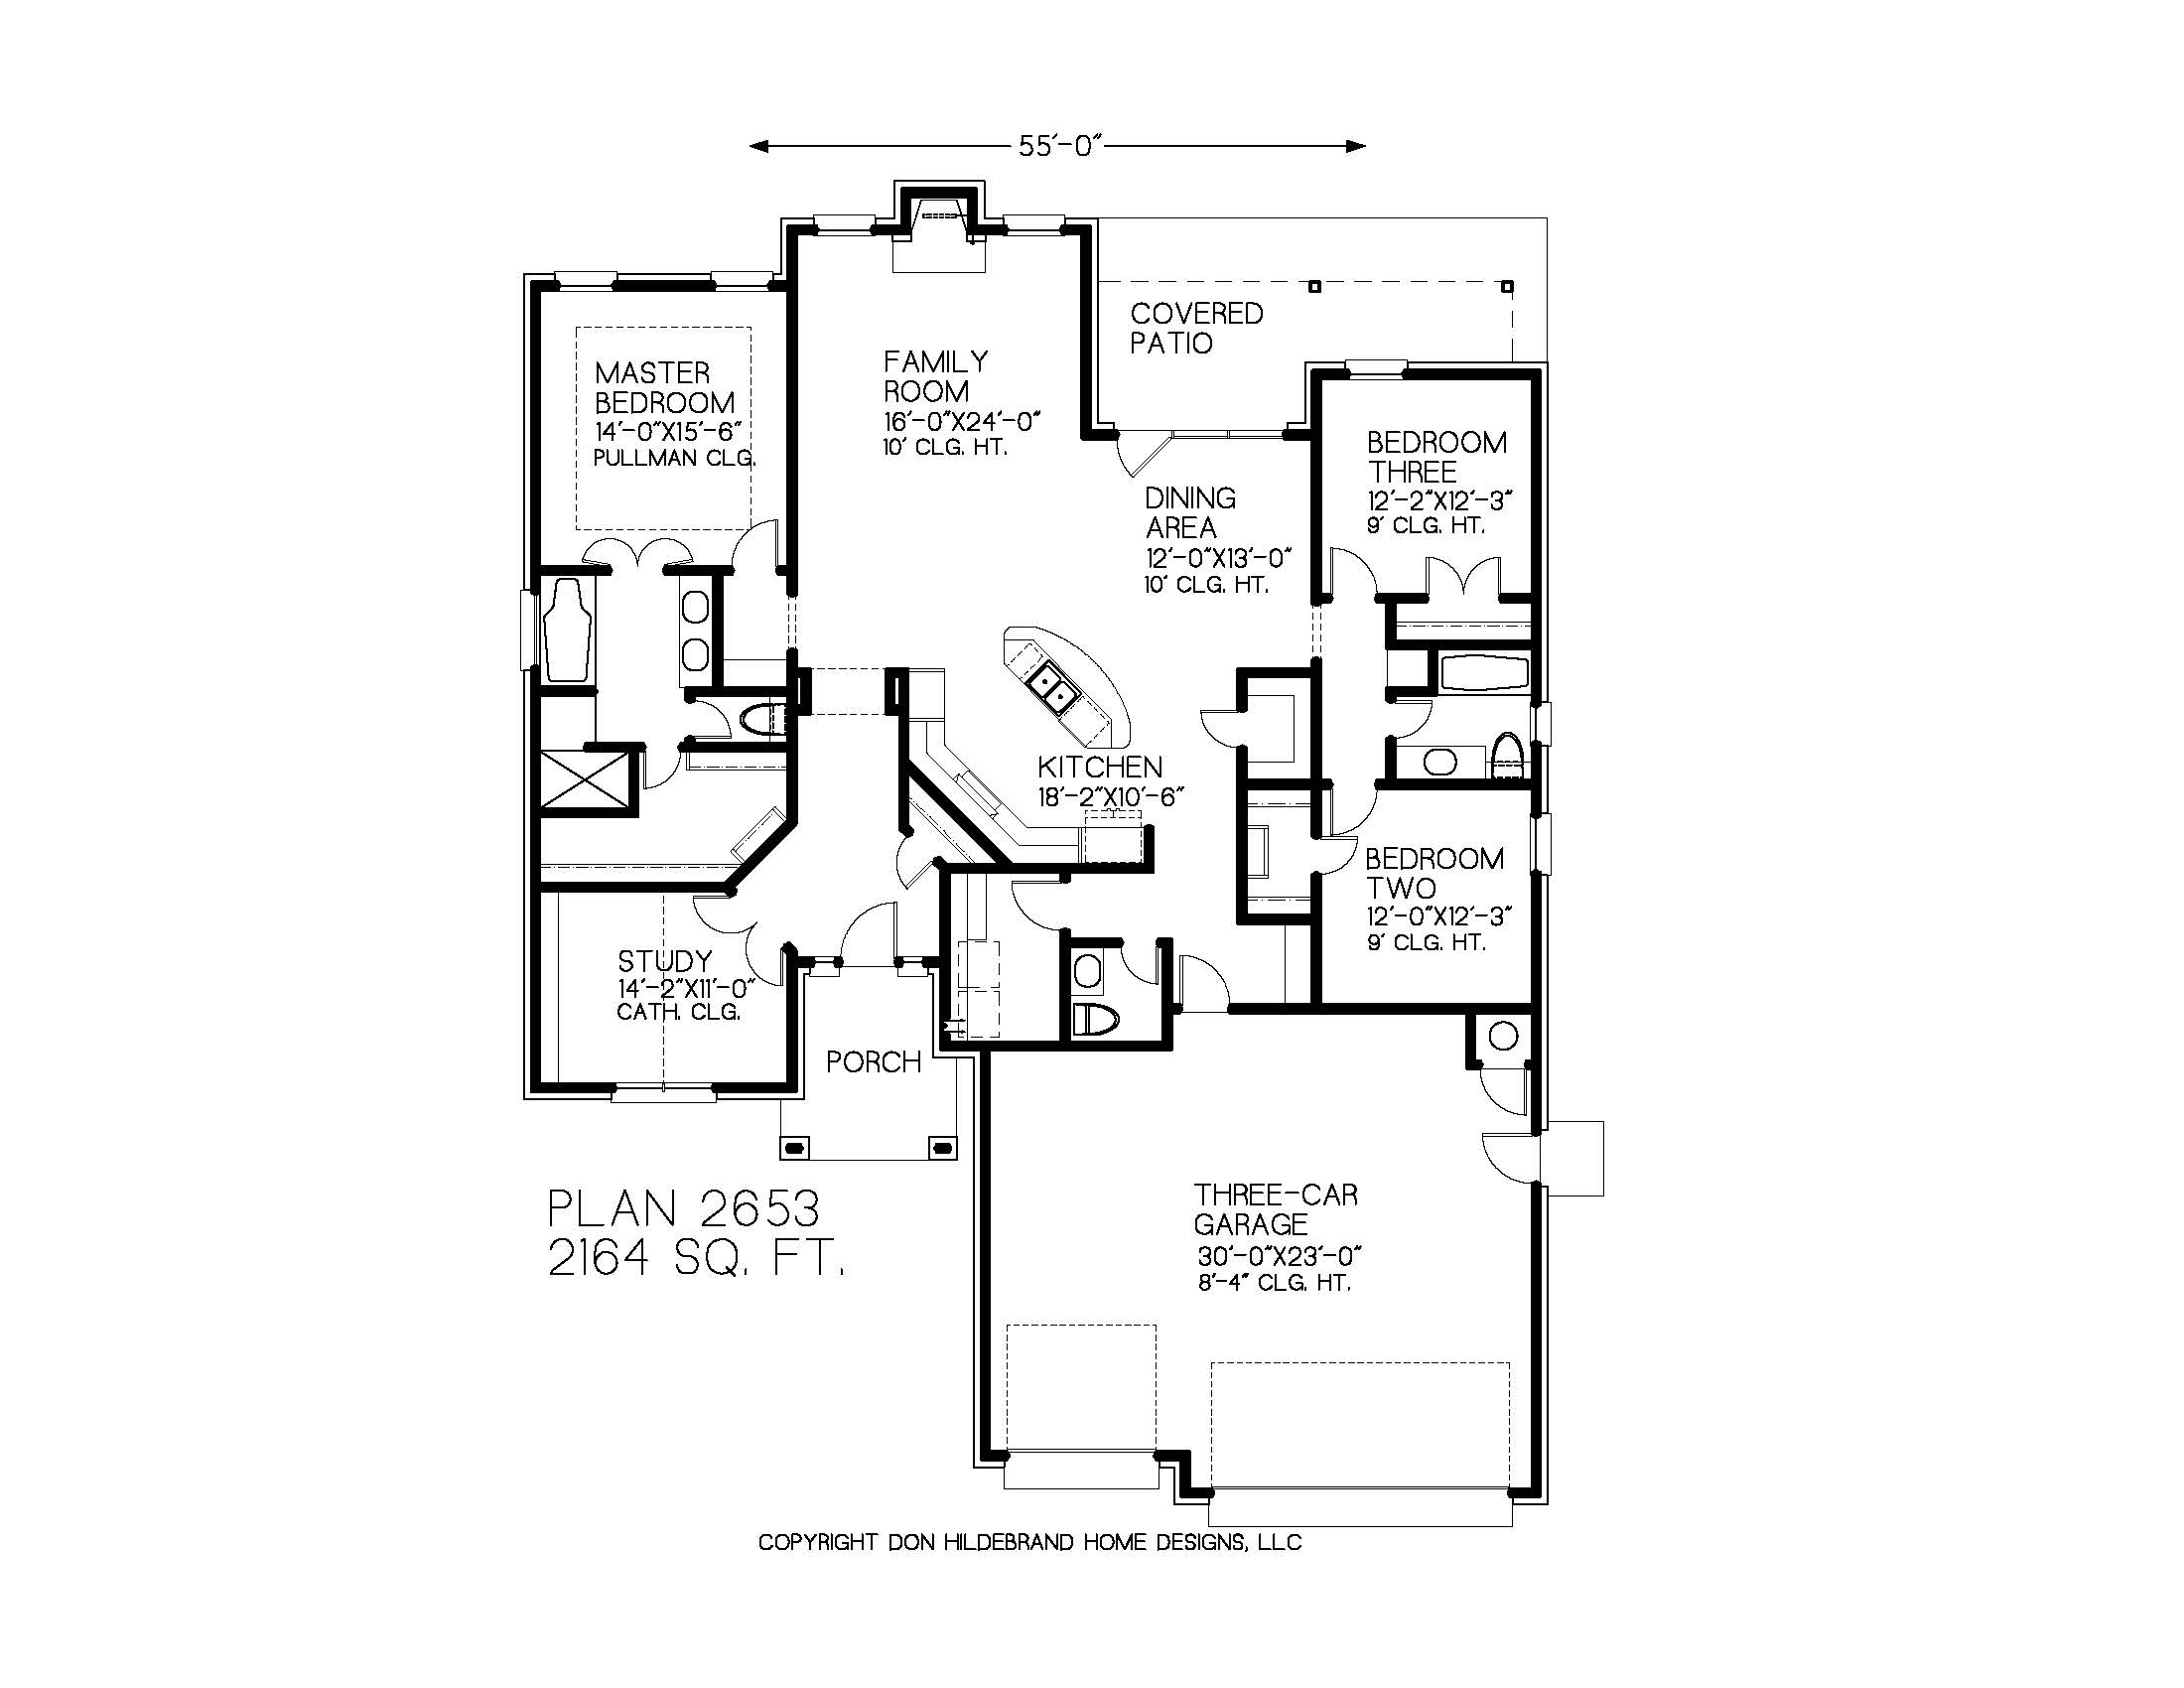 55'-0"
COVERED
PATIO
FAMILY
ROOM
16'-0"X24'-0"
10' CLG. HT.
MASTER
BEDROOM
14'-0"X15'-6"
PULLMAN CLG.
BEDROOM
THREE
12'-2"X12'-3"
9' CLG. HT.
DINING
AREA
12'-0"X13'-0"
10' CLG. HT.
KITCHEN
18'-2"X10'-6"
BEDROOM
TWO
12'-0"X12'-3"
9' CLG. HT.
STUDY
14'-2"X11'-0"
CATH. CLG.
PORCH
THREE-CAR
GARAGE
30'-0"X23'-0"
8'-4" CLG. HT.
PLAN 2653
2164 SQ. FT.
COPYRIGHT DON HILDEBRAND HOME DESIGNS, LLC